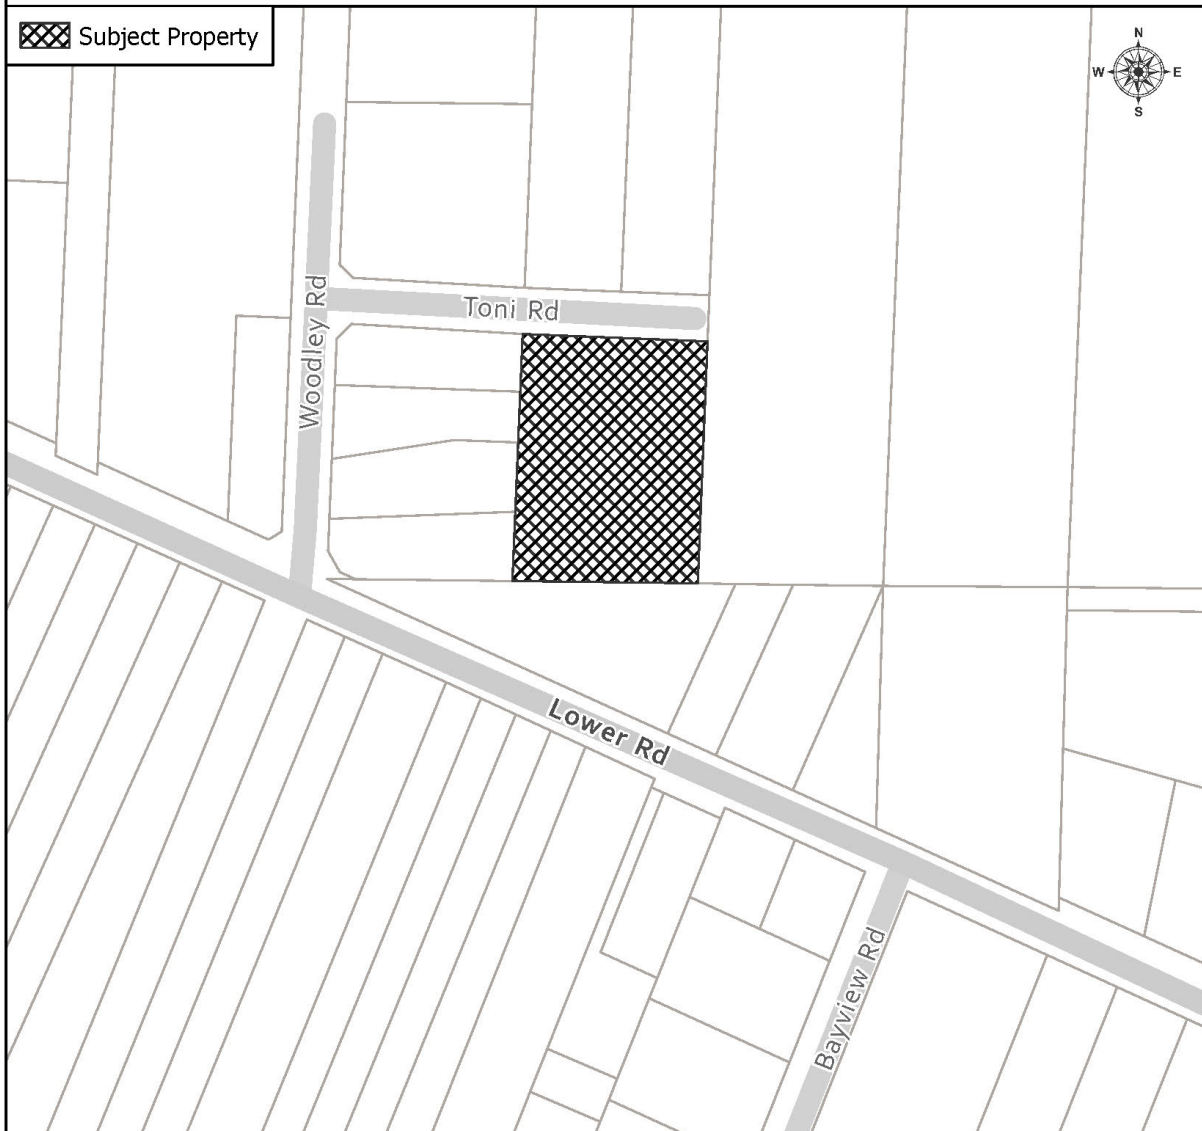 Subject Property
N
W E
S
Toni Rd
Woodley Rd
Lower Rd
Bayview Rd